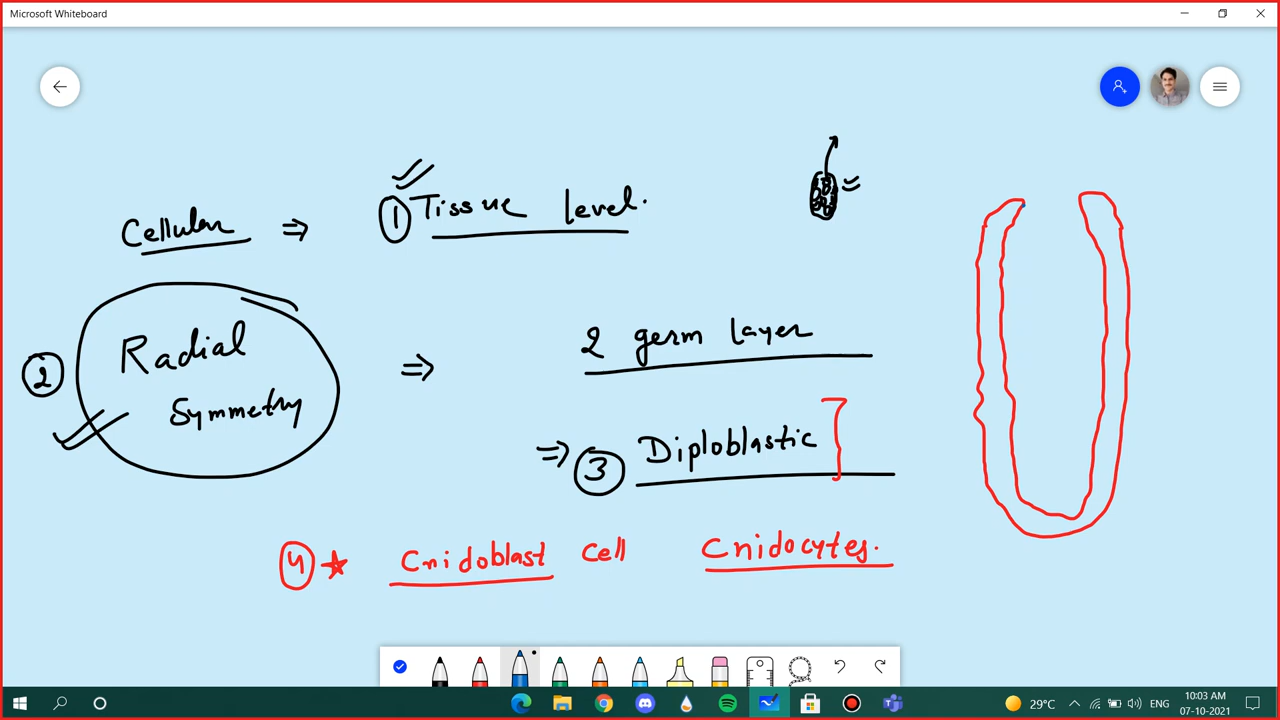 Microsoft Whiteboard
Cellular ⇒ ① Tissue level.
② Radial Symmetry ⇒ 2 germ layer
⇒ ③ Diploblastic
④ ★ Cnidoblast Cell Cnidocytes.
29°C ENG 10:03 AM
07-10-2021